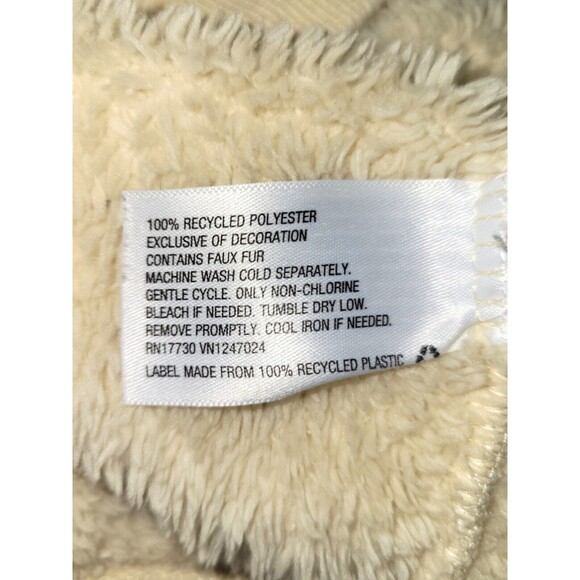 100% RECYCLED POLYESTER
EXCLUSIVE OF DECORATION
CONTAINS FAUX FUR
MACHINE WASH COLD SEPARATELY.
GENTLE CYCLE. ONLY NON-CHLORINE
BLEACH IF NEEDED. TUMBLE DRY LOW.
REMOVE PROMPTLY. COOL IRON IF NEEDED.
RN17730 VN1247024
LABEL MADE FROM 100% RECYCLED PLASTIC